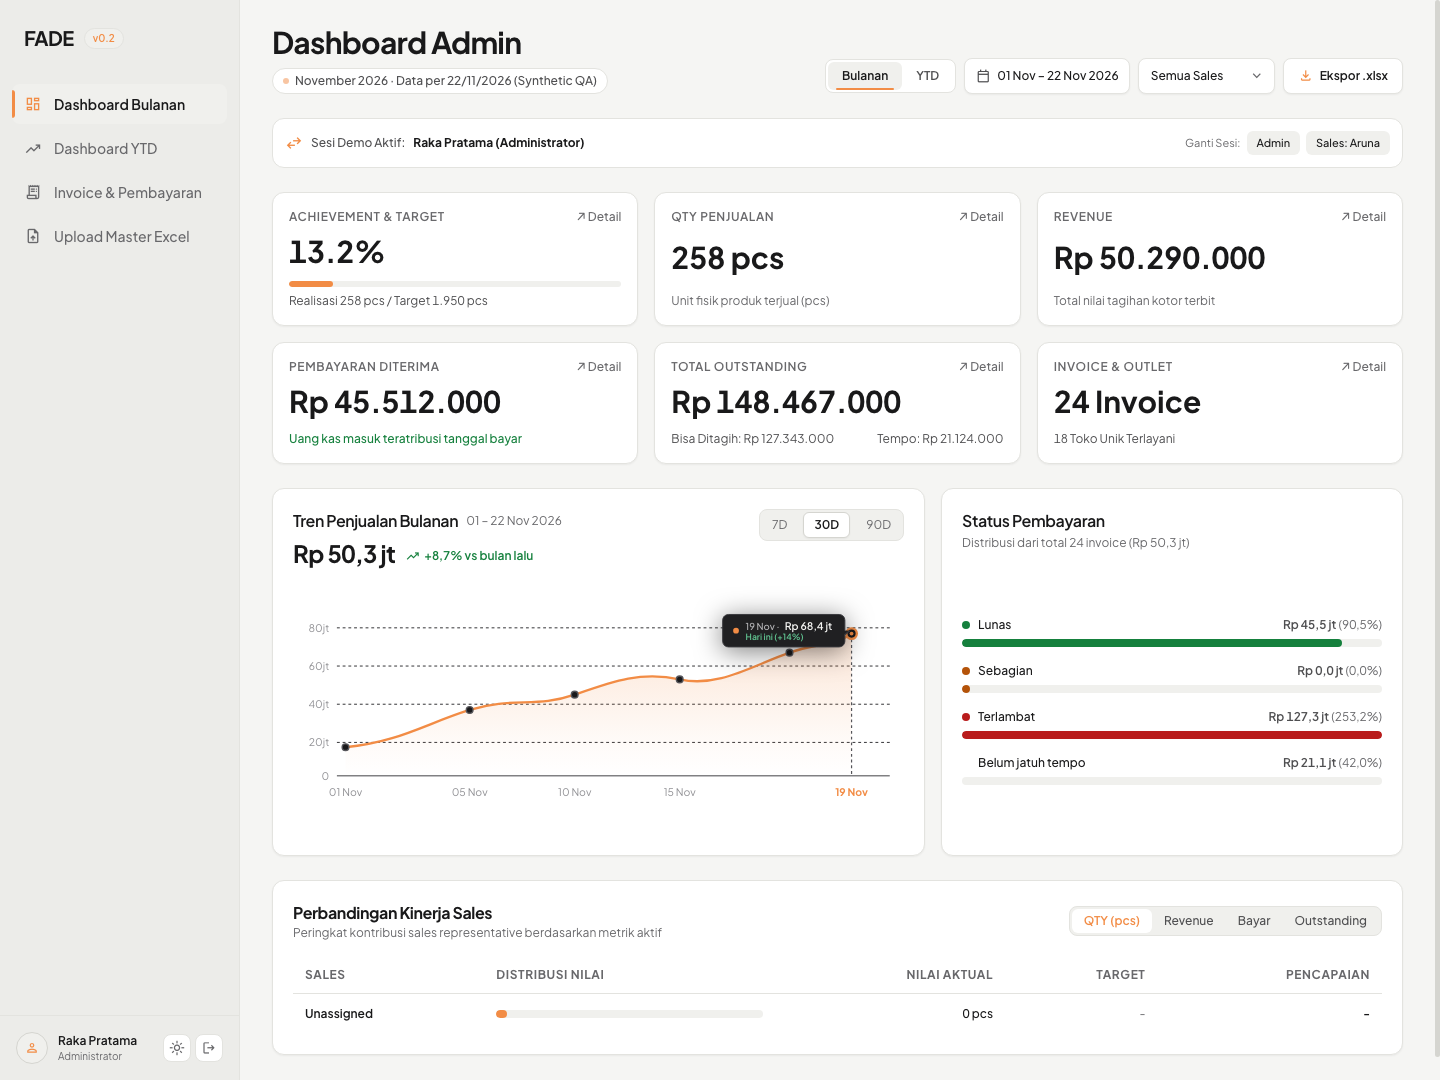 FADE v0.2
Dashboard Bulanan
Dashboard YTD
Invoice & Pembayaran
Upload Master Excel
Raka Pratama
Administrator
Dashboard Admin
November 2026 · Data per 22/11/2026 (Synthetic QA)
Bulanan YTD 01 Nov – 22 Nov 2026 Semua Sales Ekspor .xlsx
Sesi Demo Aktif: Raka Pratama (Administrator) Ganti Sesi: Admin Sales: Aruna
ACHIEVEMENT & TARGET Detail
13.2%
Realisasi 258 pcs / Target 1.950 pcs
QTY PENJUALAN Detail
258 pcs
Unit fisik produk terjual (pcs)
REVENUE Detail
Rp 50.290.000
Total nilai tagihan kotor terbit
PEMBAYARAN DITERIMA Detail
Rp 45.512.000
Uang kas masuk teratribusi tanggal bayar
TOTAL OUTSTANDING Detail
Rp 148.467.000
Bisa Ditagih: Rp 127.343.000 Tempo: Rp 21.124.000
INVOICE & OUTLET Detail
24 Invoice
18 Toko Unik Terlayani
Tren Penjualan Bulanan 01 – 22 Nov 2026 7D 30D 90D
Rp 50,3 jt +8,7% vs bulan lalu
80jt
60jt
40jt
20jt
0
19 Nov · Rp 68,4 jt
Hari ini (+14%)
01 Nov 05 Nov 10 Nov 15 Nov 19 Nov
Status Pembayaran
Distribusi dari total 24 invoice (Rp 50,3 jt)
Lunas Rp 45,5 jt (90,5%)
Sebagian Rp 0,0 jt (0,0%)
Terlambat Rp 127,3 jt (253,2%)
Belum jatuh tempo Rp 21,1 jt (42,0%)
Perbandingan Kinerja Sales
Peringkat kontribusi sales representative berdasarkan metrik aktif
QTY (pcs) Revenue Bayar Outstanding
SALES DISTRIBUSI NILAI NILAI AKTUAL TARGET PENCAPAIAN
Unassigned 0 pcs - -